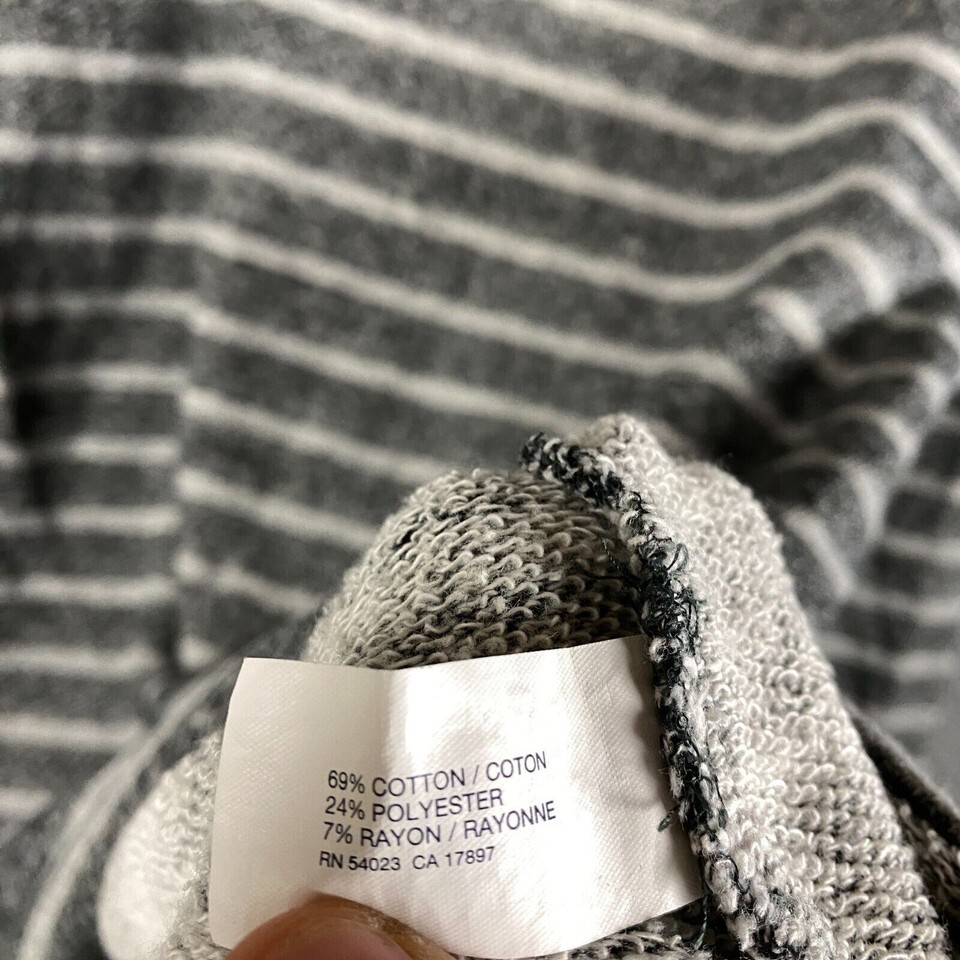 69% COTTON / COTON
24% POLYESTER
7% RAYON / RAYONNE
RN 54023 CA 17897